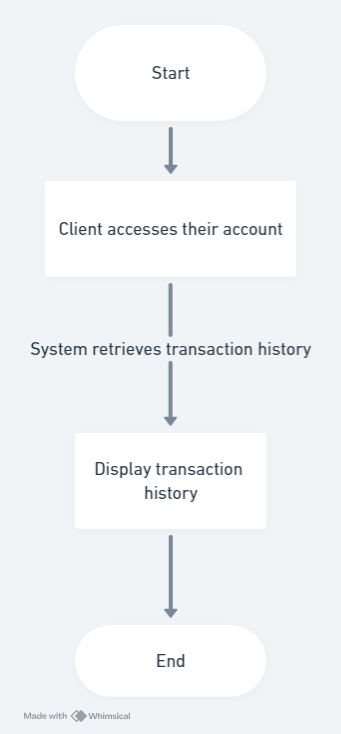 Start
Client accesses their account
System retrieves transaction history
Display transaction
history
End
Made with Whimsical